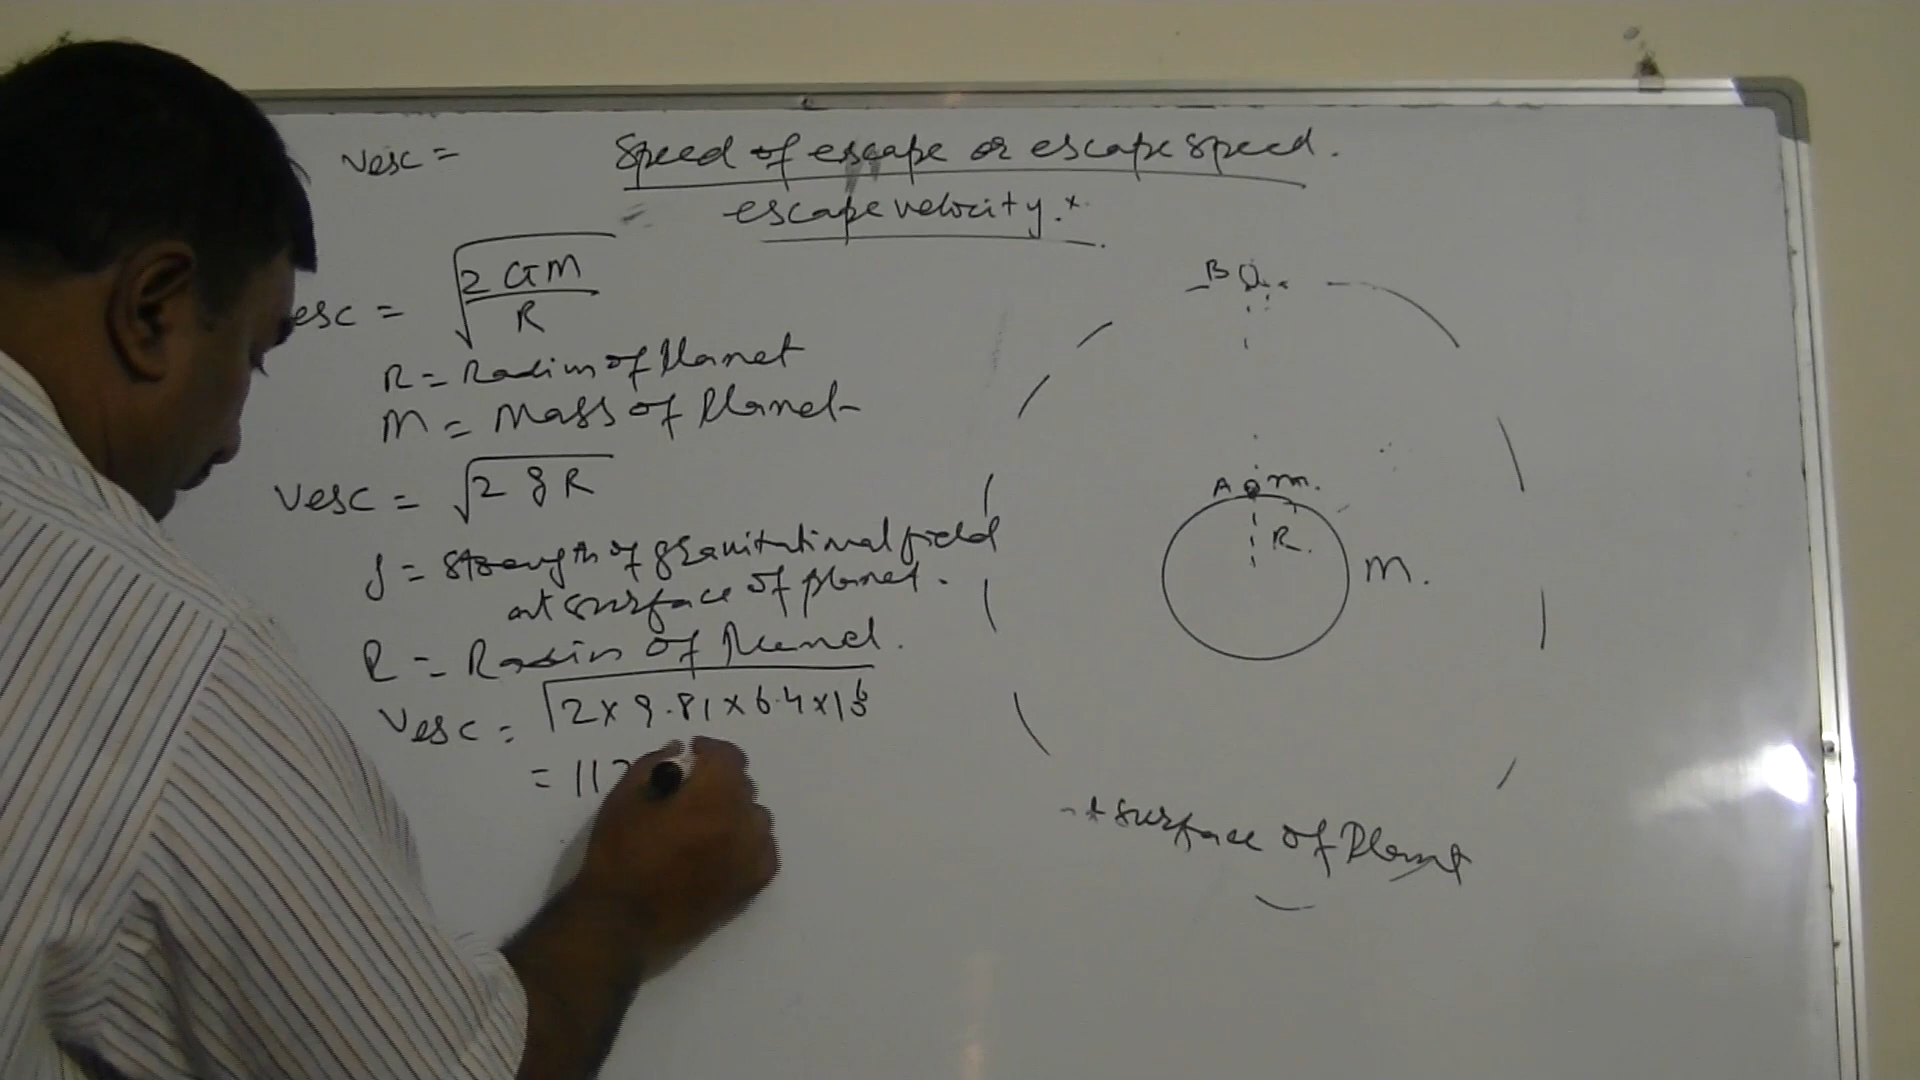 Vesc =
Speed of escape or escape speed.
escape velocity. x
esc = √(2GM/R)
R = Radius of Planet
M = Mass of Planet
Vesc = √(2gR)
g = strength of gravitational field
at surface of planet.
R = Radius of Planet.
Vesc = √(2×9.81×6.4×10⁶)
= 112
B
A m.
R.
M.
surface of Planet